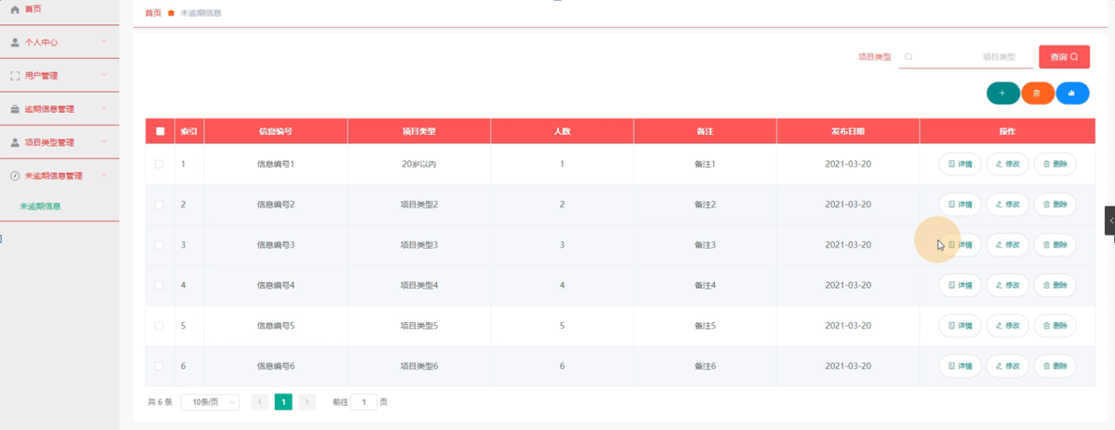 首页
个人中心
用户管理
逾期信息管理
项目类型管理
未逾期信息管理
未逾期信息
首页 未逾期信息
项目类型 项目类型 查询
索引 信息编号 项目类型 人数 备注 发布日期 操作
1 信息编号1 20岁以内 1 备注1 2021-03-20 详情 修改 删除
2 信息编号2 项目类型2 2 备注2 2021-03-20 详情 修改 删除
3 信息编号3 项目类型3 3 备注3 2021-03-20 详情 修改 删除
4 信息编号4 项目类型4 4 备注4 2021-03-20 详情 修改 删除
5 信息编号5 项目类型5 5 备注5 2021-03-20 详情 修改 删除
6 信息编号6 项目类型6 6 备注6 2021-03-20 详情 修改 删除
共 6 条 10条/页 1 前往 1 页